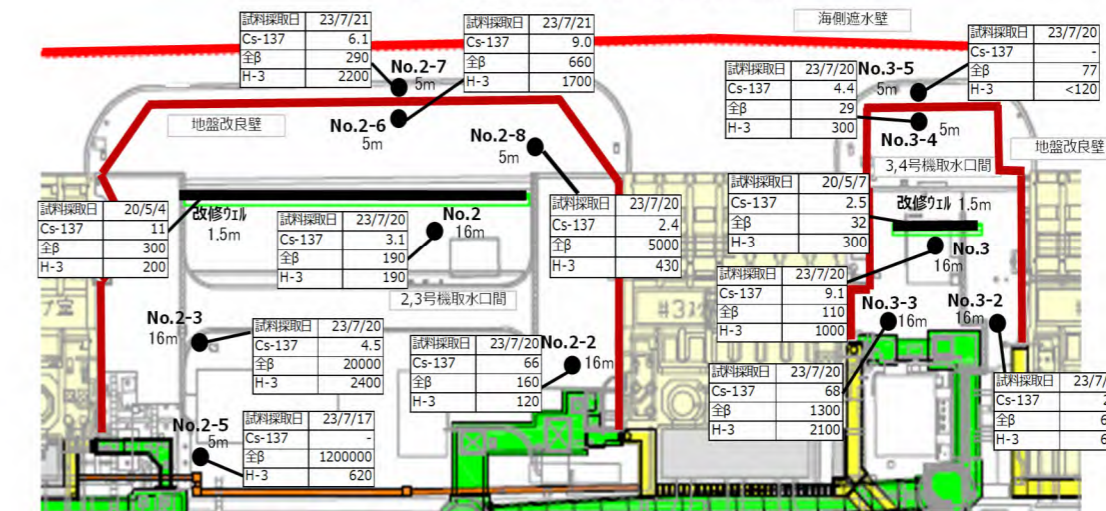 海側遮水壁
試料採取日 23/7/21
Cs-137 6.1
全β 290
H-3 2200
No.2-7
5m
試料採取日 23/7/21
Cs-137 9.0
全β 660
H-3 1700
No.2-6
5m
試料採取日 23/7/20
Cs-137 4.4
全β 29
H-3 300
No.3-5
5m
試料採取日 23/7/20
Cs-137 -
全β 77
H-3 <120
地盤改良壁
No.2-8
5m
No.3-4
5m
地盤改良壁
3,4号機取水口間
試料採取日 20/5/4
Cs-137 11
全β 300
H-3 200
改修ウェル
1.5m
試料採取日 23/7/20
Cs-137 3.1
全β 190
H-3 190
No.2
16m
試料採取日 23/7/20
Cs-137 2.4
全β 5000
H-3 430
試料採取日 20/5/7
Cs-137 2.5
全β 32
H-3 300
改修ウェル 1.5m
No.3
16m
試料採取日 23/7/20
Cs-137 9.1
全β 110
H-3 1000
2,3号機取水口間
No.2-3
16m
試料採取日 23/7/20
Cs-137 4.5
全β 20000
H-3 2400
試料採取日 23/7/20
Cs-137 66
全β 160
H-3 120
No.2-2
16m
No.3-3
16m
No.3-2
16m
試料採取日 23/7/20
Cs-137 68
全β 1300
H-3 2100
試料採取日 23/7/
Cs-137 2
全β 6
H-3 6
No.2-5
5m
試料採取日 23/7/17
Cs-137 -
全β 1200000
H-3 620